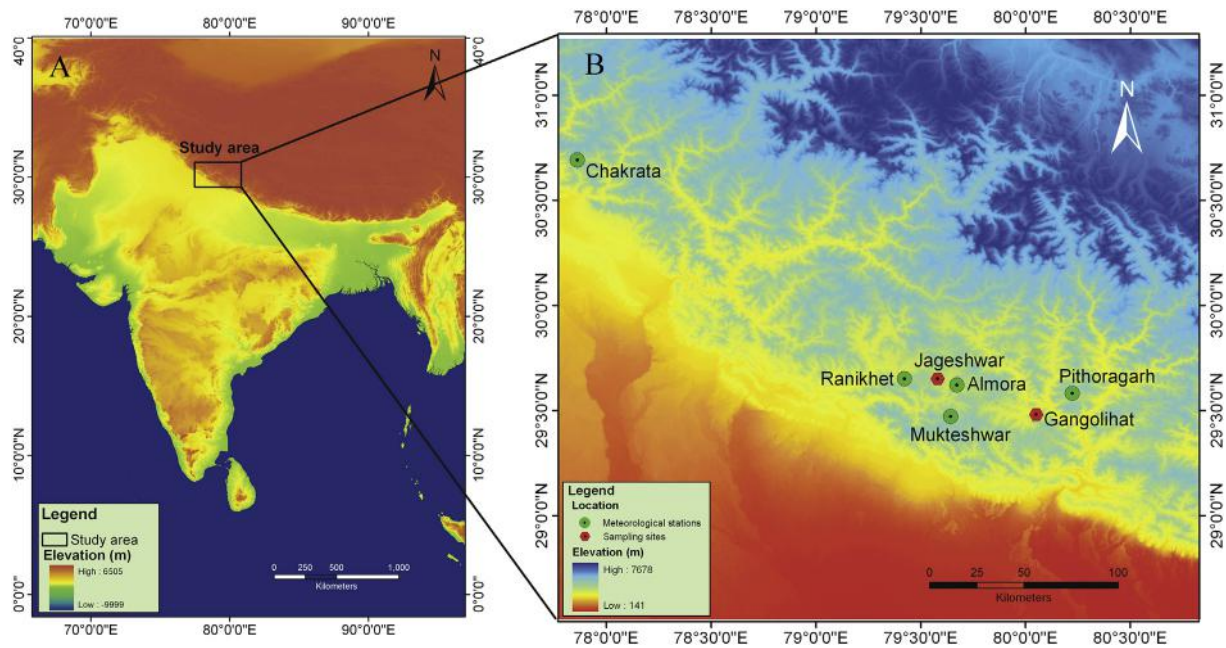 70°0'0"E 80°0'0"E 90°0'0"E
A
N
Study area
40°0'
30°0'0"N
20°0'0"N
10°0'0"N
0°0'0"
40°0'
30°0'0"N
20°0'0"N
10°0'0"N
0°0'0"
Legend
Study area
Elevation (m)
High : 6505
Low : -9999
0 250 500 1,000
Kilometers
70°0'0"E 80°0'0"E 90°0'0"E
78°0'0"E 78°30'0"E 79°0'0"E 79°30'0"E 80°0'0"E 80°30'0"E
B
N
31°0'0"N
30°30'0"N
30°0'0"N
29°30'0"N
29°0'0"N
31°0'0"N
30°30'0"N
30°0'0"N
29°30'0"N
29°0'0"N
Chakrata
Jageshwar
Ranikhet
Almora
Pithoragarh
Mukteshwar
Gangolihat
Legend
Location
Meteorological stations
Sampling sites
Elevation (m)
High : 7678
Low : 141
0 25 50 100
Kilometers
78°0'0"E 78°30'0"E 79°0'0"E 79°30'0"E 80°0'0"E 80°30'0"E